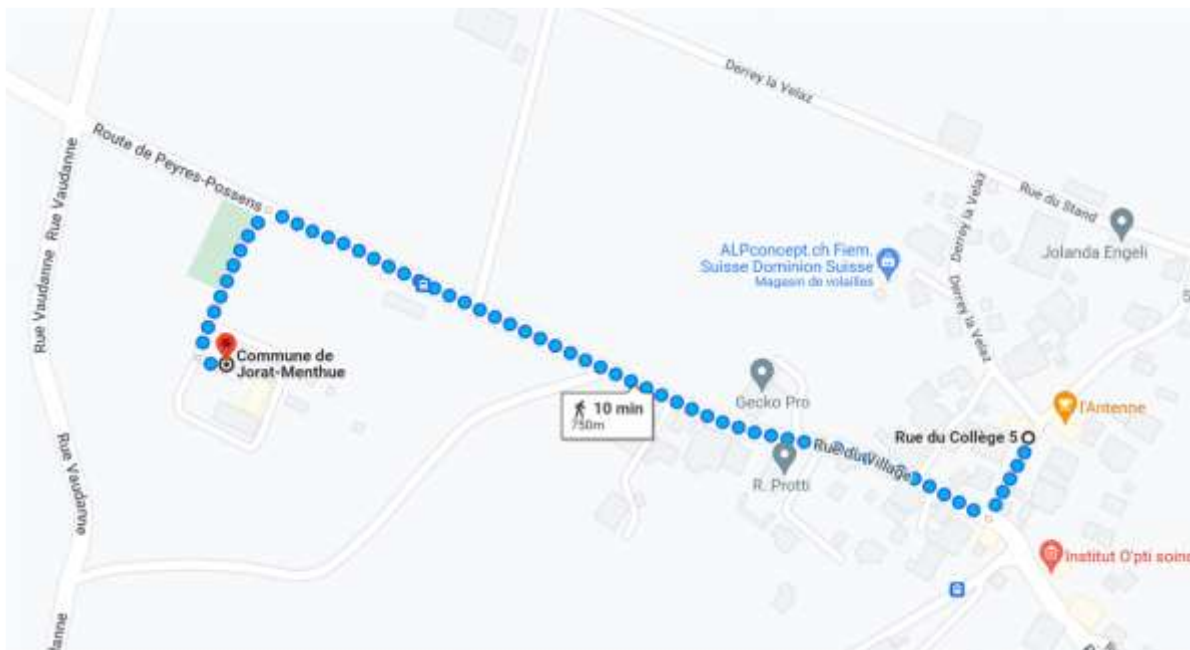 Derrey la Velaz
Route de Peyres-Possens
Rue Vaudanne
Rue Vaudanne
Rue du Stand
Derrey la Velaz
Jolanda Engeli
ALPconcept.ch Fiem.
Suisse Dominion Suisse
Magasin de volailles
Derrey la Velaz
Commune de
Jorat-Menthue
10 min
750m
Gecko Pro
l'Antenne
Rue du Collège 5
Rue du Village
R. Protti
Rue Vaudanne
Institut O'pti soins